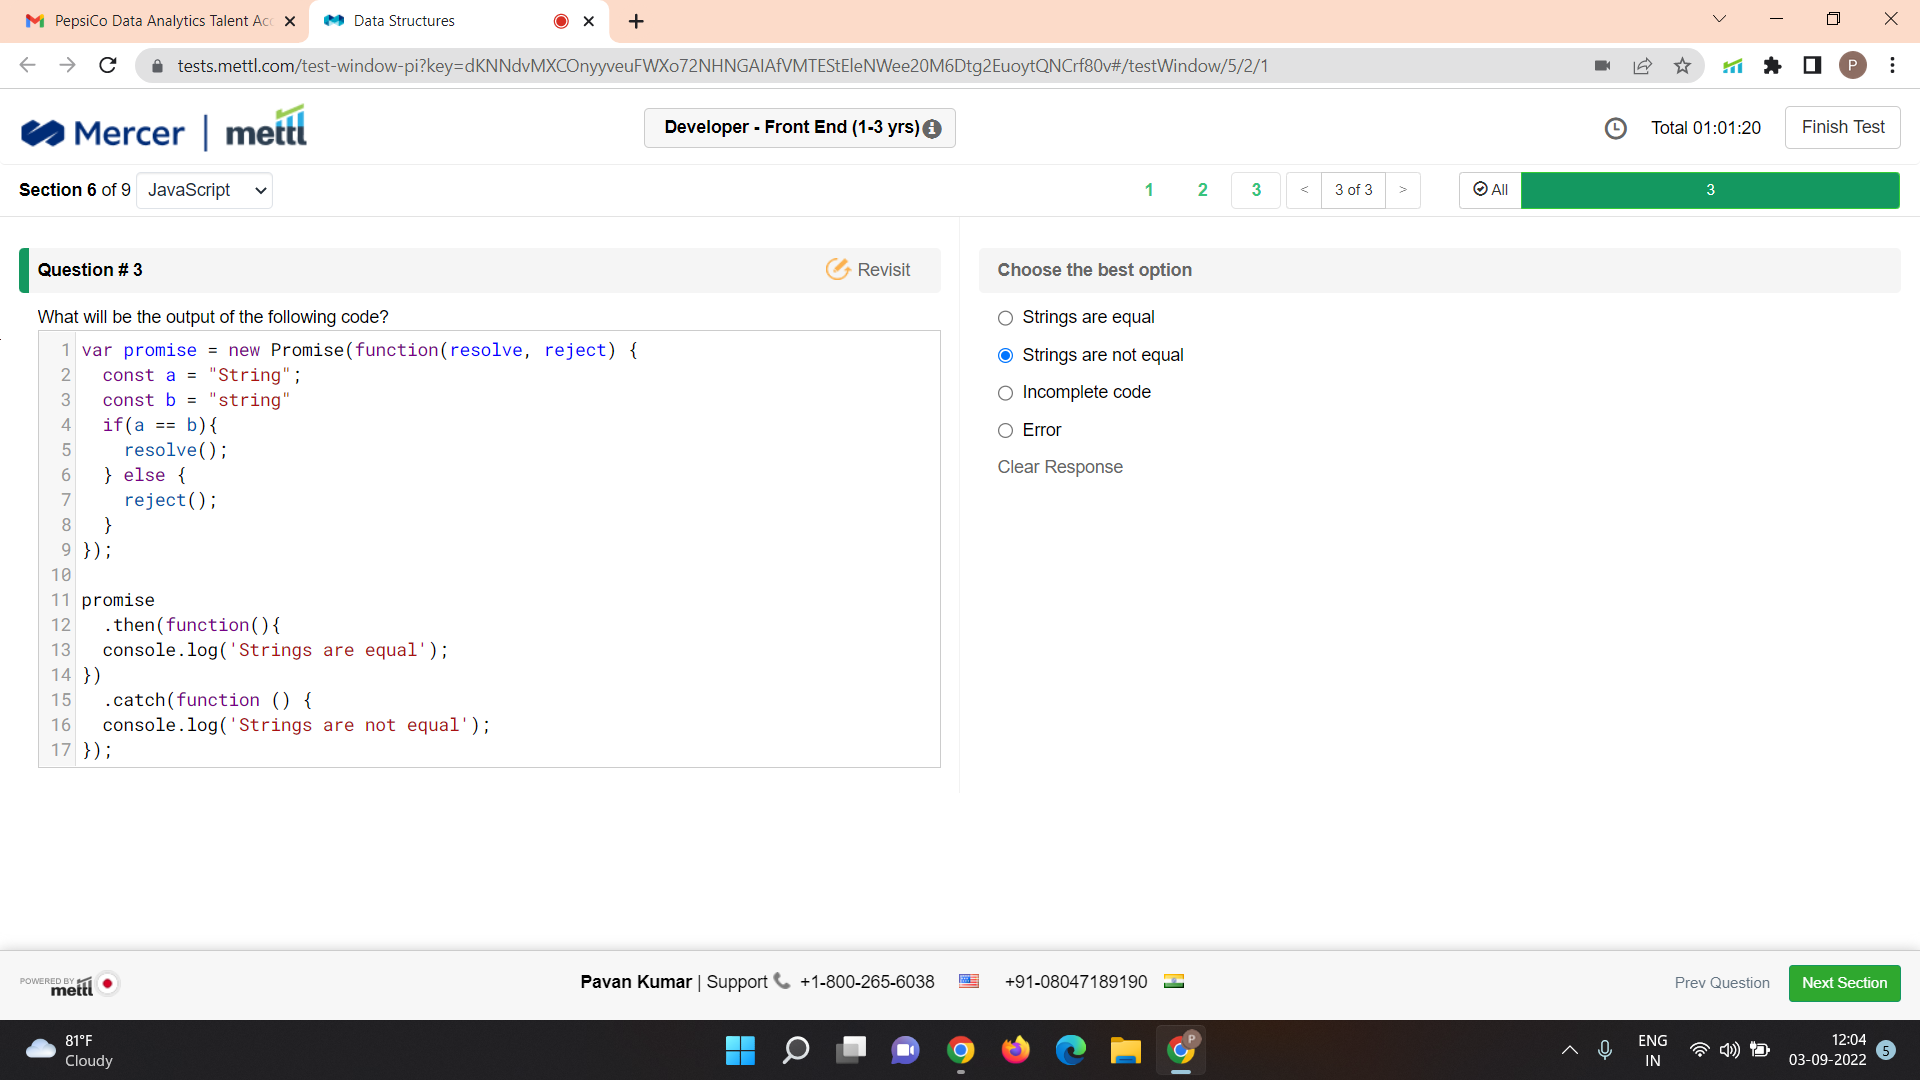 PepsiCo Data Analytics Talent Acc
Data Structures
tests.mettl.com/test-window-pi?key=dKNNdvMXCOnyyveuFWXo72NHNGAIAfVMTEStEleNWee20M6Dtg2EuoytQNCrf80v#/testWindow/5/2/1
P
Mercer | mettl
Developer - Front End (1-3 yrs)
Total 01:01:20
Finish Test
Section 6 of 9
JavaScript
1
2
3
<
3 of 3
>
All
3
Question # 3
Revisit
What will be the output of the following code?
1 var promise = new Promise(function(resolve, reject) {
2 const a = "String";
3 const b = "string"
4 if(a == b){
5 resolve();
6 } else {
7 reject();
8 }
9 });
10
11 promise
12 .then(function(){
13 console.log('Strings are equal');
14 })
15 .catch(function () {
16 console.log('Strings are not equal');
17 });
Choose the best option
Strings are equal
Strings are not equal
Incomplete code
Error
Clear Response
POWERED BY
mettl
Pavan Kumar | Support +1-800-265-6038 +91-08047189190
Prev Question
Next Section
81°F
Cloudy
P
ENG
IN
12:04
03-09-2022
5